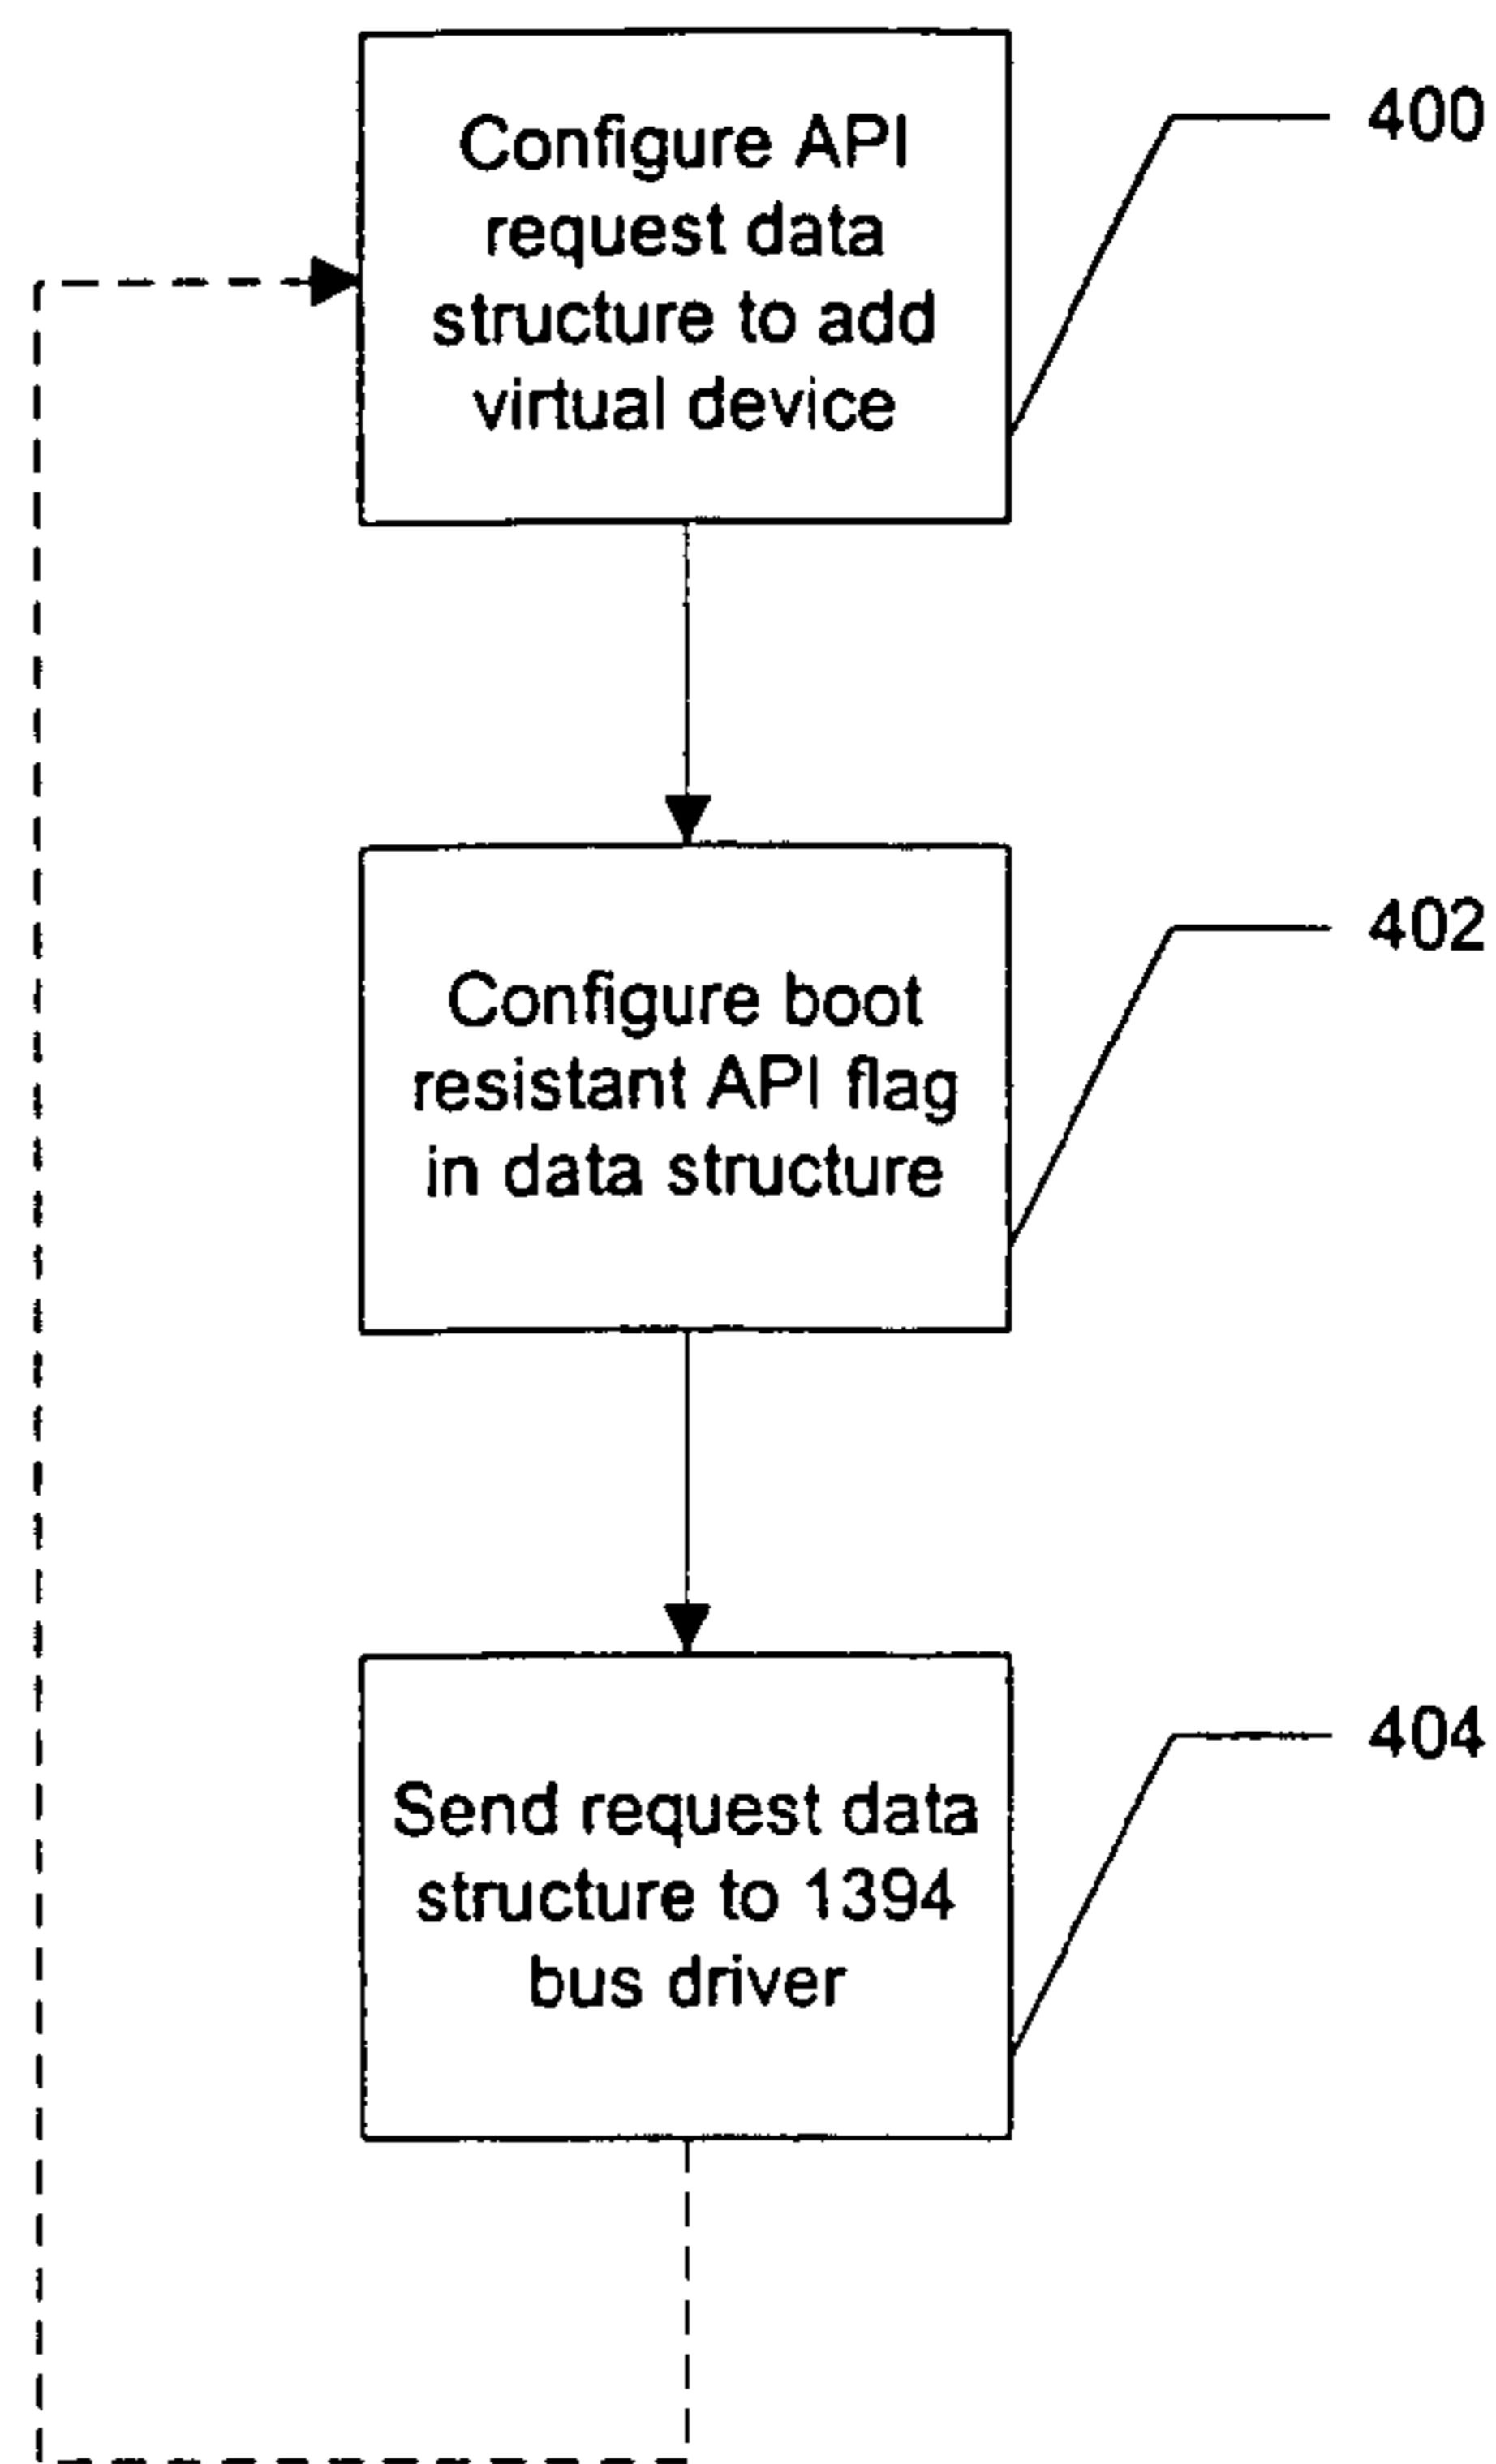 Configure API
request data
structure to add
virtual device
400
Configure boot
resistant API flag
in data structure
402
Send request data
structure to 1394
bus driver
404